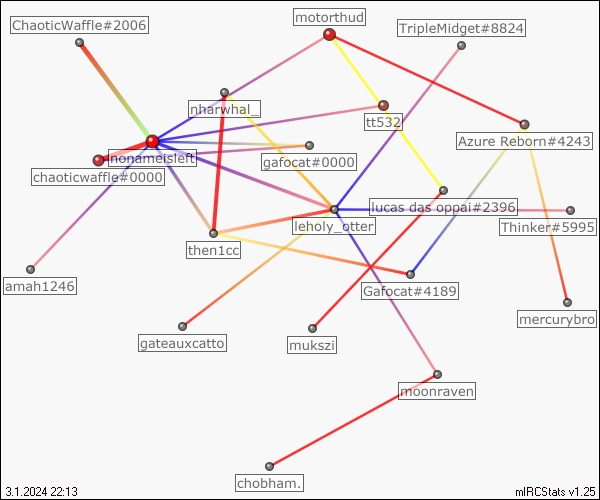 motorthud
ChaoticWaffle#2006
TripleMidget#8824
nharwhal_
tt532
Azure Reborn#4243
nonameisleft
gafocat#0000
chaoticwaffle#0000
lucas das oppai#2396
leholy_otter
Thinker#5995
then1cc
amah1246
Gafocat#4189
mercurybro
gateauxcatto
mukszi
moonraven
chobham.
3.1.2024 22:13
mIRCStats v1.25